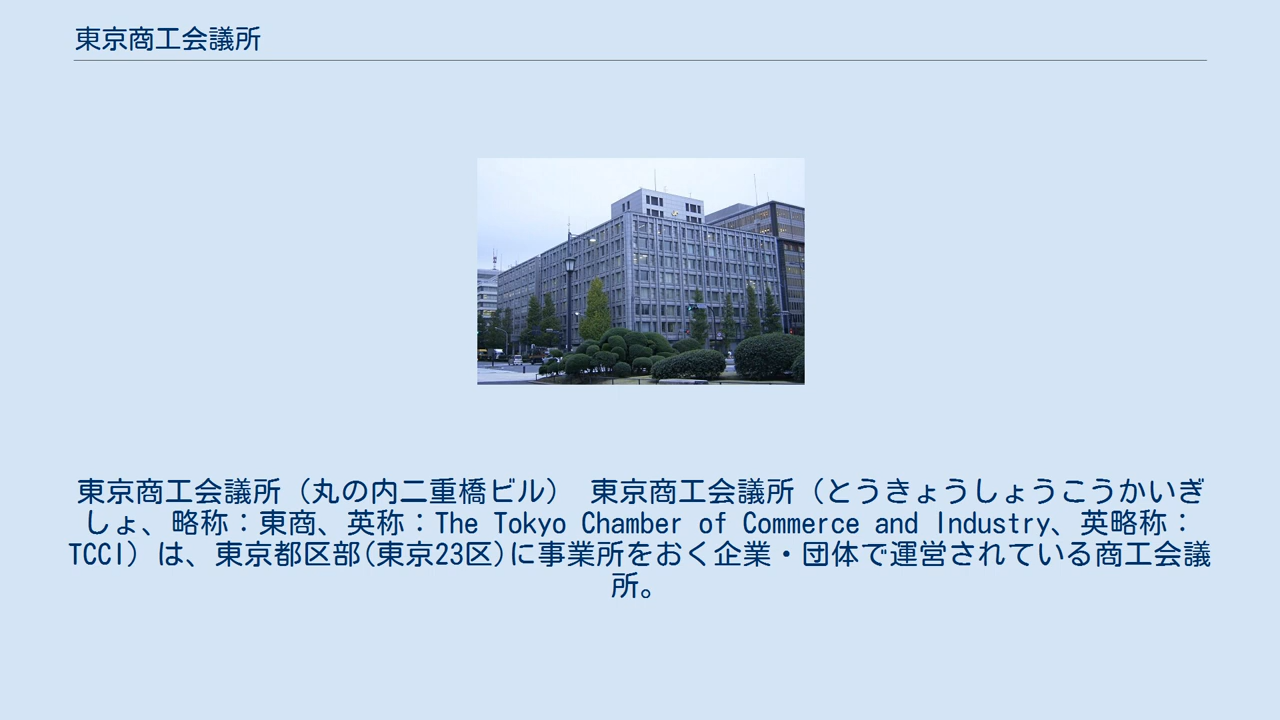 東京商工会議所
東京商工会議所（丸の内二重橋ビル） 東京商工会議所（とうきょうしょうこうかいぎ
しょ、略称：東商、英称：The Tokyo Chamber of Commerce and Industry、英略称：
TCCI）は、東京都区部(東京23区)に事業所をおく企業・団体で運営されている商工会議
所。